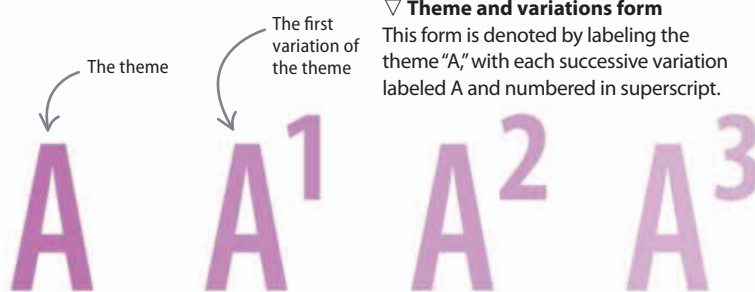 ▽ Theme and variations form
This form is denoted by labeling the
theme “A,” with each successive variation
labeled A and numbered in superscript.
The first
variation of
the theme
The theme
A A¹ A² A³